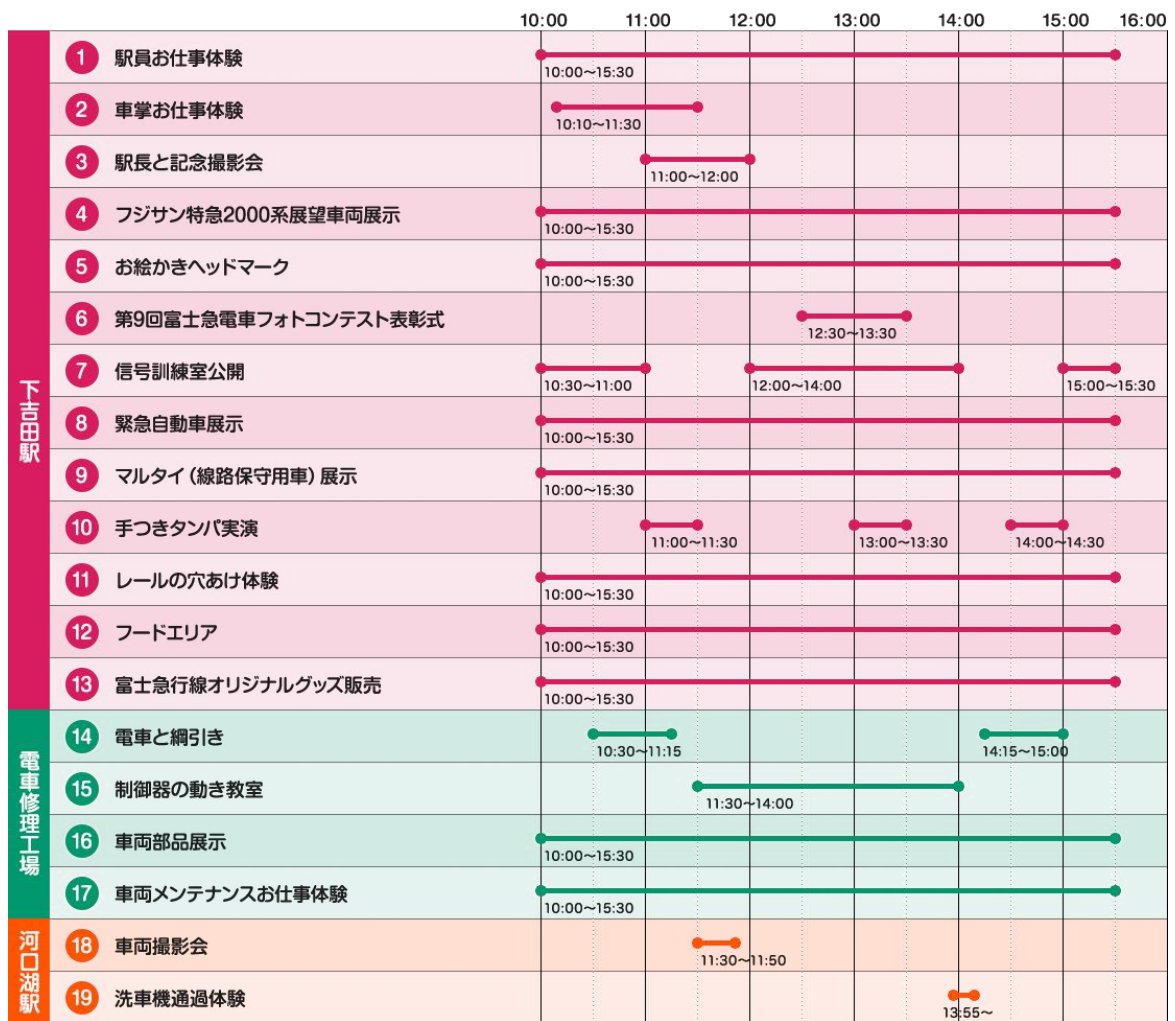 10:00 11:00 12:00 13:00 14:00 15:00 16:00
下吉田駅
1 駅員お仕事体験
10:00～15:30
2 車掌お仕事体験
10:10～11:30
3 駅長と記念撮影会
11:00～12:00
4 フジサン特急2000系展望車両展示
10:00～15:30
5 お絵かきヘッドマーク
10:00～15:30
6 第9回富士急電車フォトコンテスト表彰式
12:30～13:30
7 信号訓練室公開
10:30～11:00 12:00～14:00 15:00～15:30
8 緊急自動車展示
10:00～15:30
9 マルタイ（線路保守用車）展示
10:00～15:30
10 手つきタンパ実演
11:00～11:30 13:00～13:30 14:00～14:30
11 レールの穴あけ体験
10:00～15:30
12 フードエリア
10:00～15:30
13 富士急行線オリジナルグッズ販売
10:00～15:30
電車修理工場
14 電車と綱引き
10:30～11:15 14:15～15:00
15 制御器の動き教室
11:30～14:00
16 車両部品展示
10:00～15:30
17 車両メンテナンスお仕事体験
10:00～15:30
河口湖駅
18 車両撮影会
11:30～11:50
19 洗車機通過体験
13:55～